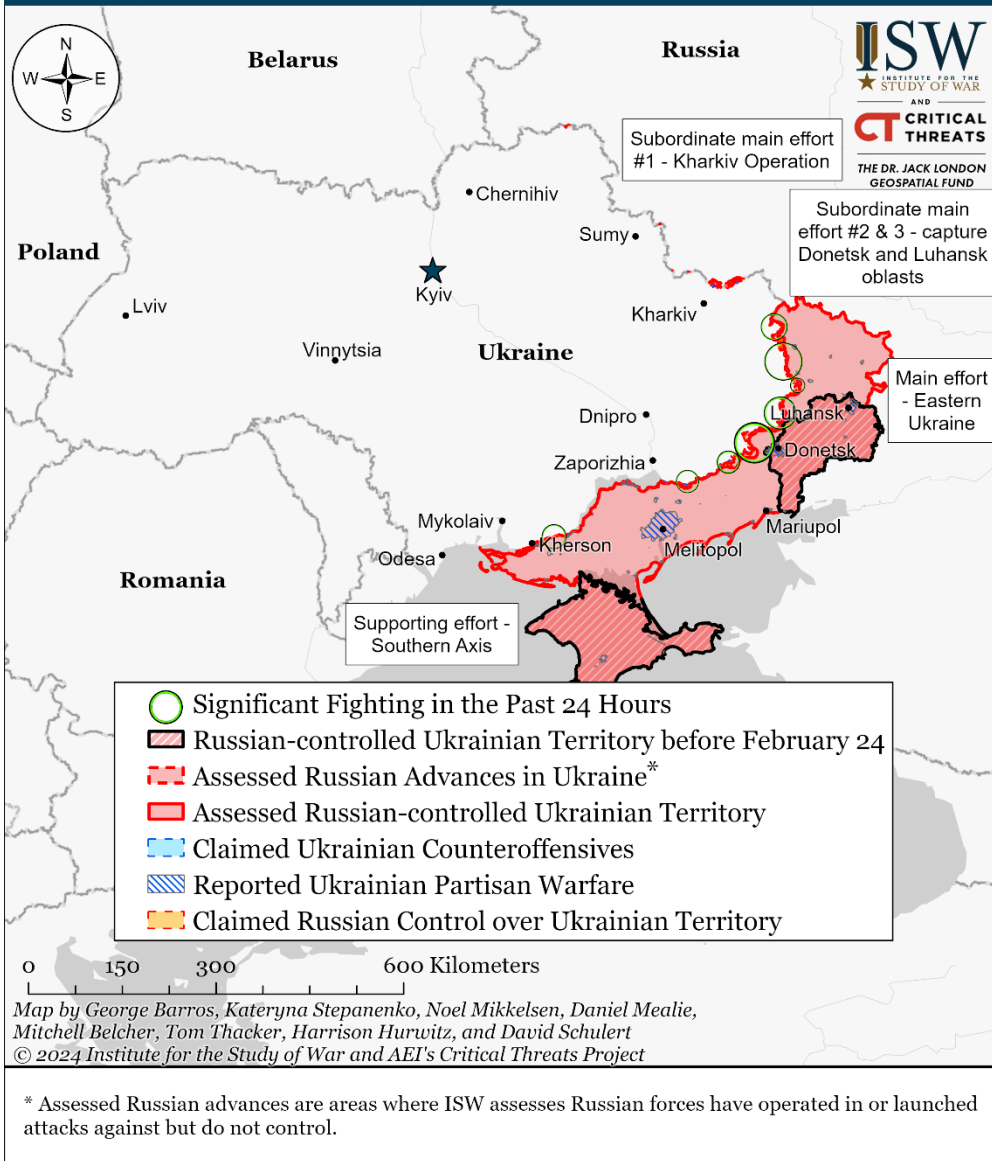 N
W
E
S
Belarus
Russia
ISW
INSTITUTE FOR THE
STUDY OF WAR
AND
CT CRITICAL
THREATS
THE DR. JACK LONDON
GEOSPATIAL FUND
Subordinate main effort
#1 - Kharkiv Operation
Subordinate main
effort #2 & 3 - capture
Donetsk and Luhansk
oblasts
Chernihiv
Sumy
Poland
Kyiv
Lviv
Kharkiv
Vinnytsia
Ukraine
Main effort
- Eastern
Ukraine
Dnipro
Luhansk
Donetsk
Zaporizhia
Mykolaiv
Mariupol
Kherson
Odesa
Melitopol
Romania
Supporting effort -
Southern Axis
Significant Fighting in the Past 24 Hours
Russian-controlled Ukrainian Territory before February 24
Assessed Russian Advances in Ukraine*
Assessed Russian-controlled Ukrainian Territory
Claimed Ukrainian Counteroffensives
Reported Ukrainian Partisan Warfare
Claimed Russian Control over Ukrainian Territory
0 150 300 600 Kilometers
Map by George Barros, Kateryna Stepanenko, Noel Mikkelsen, Daniel Mealie,
Mitchell Belcher, Tom Thacker, Harrison Hurwitz, and David Schulert
© 2024 Institute for the Study of War and AEI's Critical Threats Project
* Assessed Russian advances are areas where ISW assesses Russian forces have operated in or launched
attacks against but do not control.